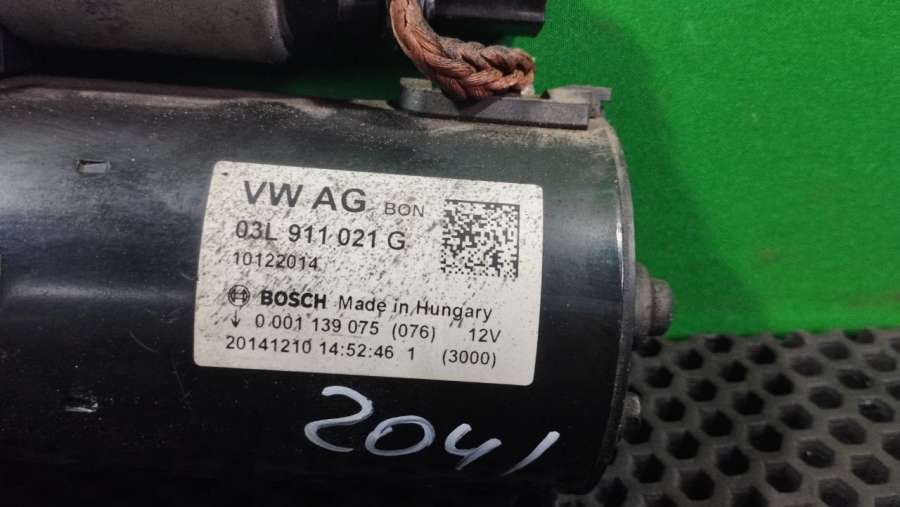 VW AG BON
03L 911 021 G
10122014
BOSCH Made in Hungary
↓ 0 001 139 075 (076) 12V
20141210 14:52:46 1 (3000)
2041